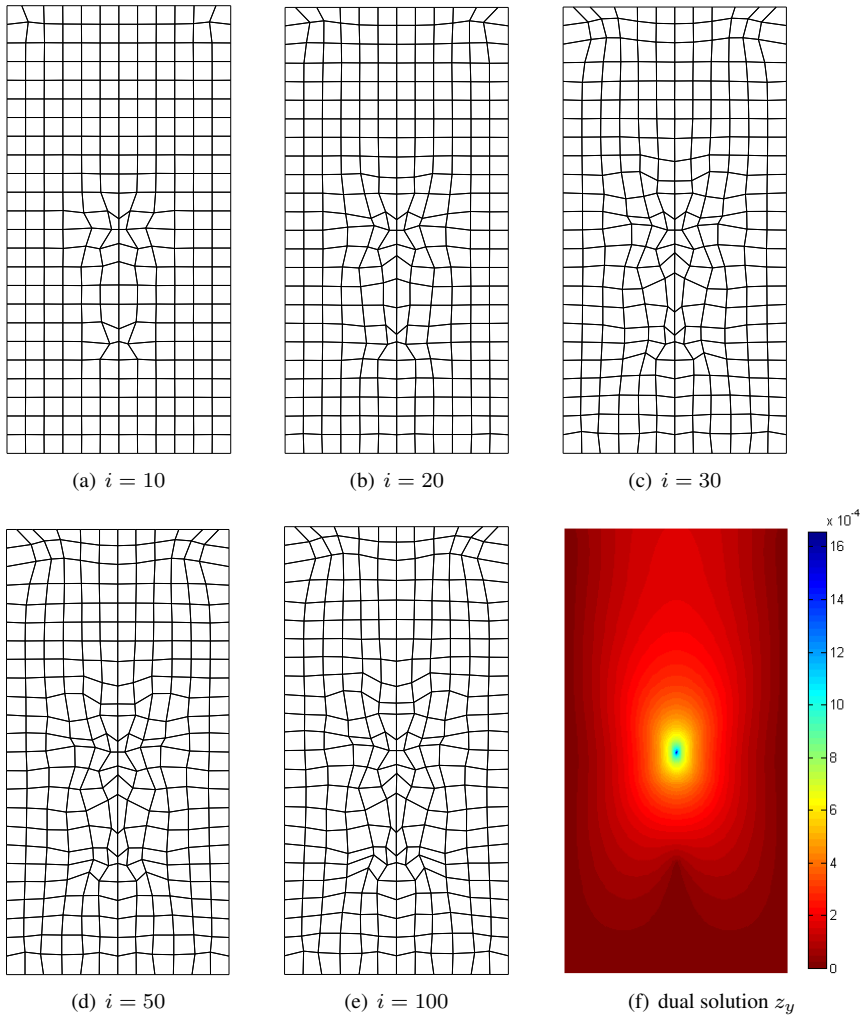 (a) i = 10
(b) i = 20
(c) i = 30
x 10⁻⁴
16
14
12
10
8
6
4
2
0
(d) i = 50
(e) i = 100
(f) dual solution z_y